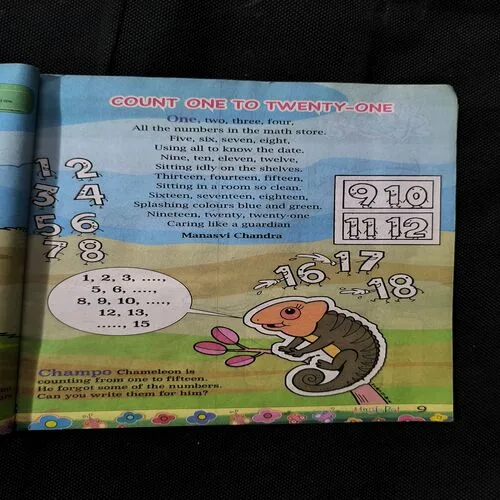 COUNT ONE TO TWENTY-ONE
One, two, three, four,
All the numbers in the math store.
Five, six, seven, eight,
Using all to know the date.
Nine, ten, eleven, twelve,
Sitting idly on the shelves.
Thirteen, fourteen, fifteen,
Sitting in a room so clean.
Sixteen, seventeen, eighteen,
Splashing colours blue and green.
Nineteen, twenty, twenty-one
Caring like a guardian
Manasvi Chandra
1 2
3 4
5 6
7 8
9 10
11 12
16 17 18
1, 2, 3, ....,
5, 6, .....,
8, 9, 10, ....,
12, 13,
....., 15
Champo Chameleon is
counting from one to fifteen.
He forgot some of the numbers.
Can you write them for him?
9